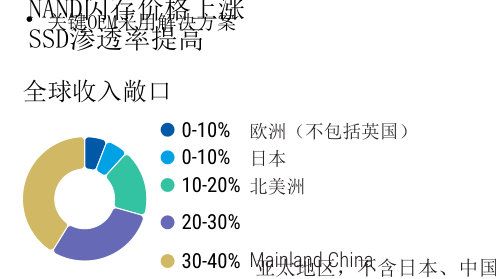 NAND闪存价格上涨
• 关键OEM采用解决方案
SSD渗透率提高
全球收入敞口
0-10% 欧洲（不包括英国）
0-10% 日本
10-20% 北美洲
20-30%
30-40% Mainland China
亚太地区，不含日本、中国